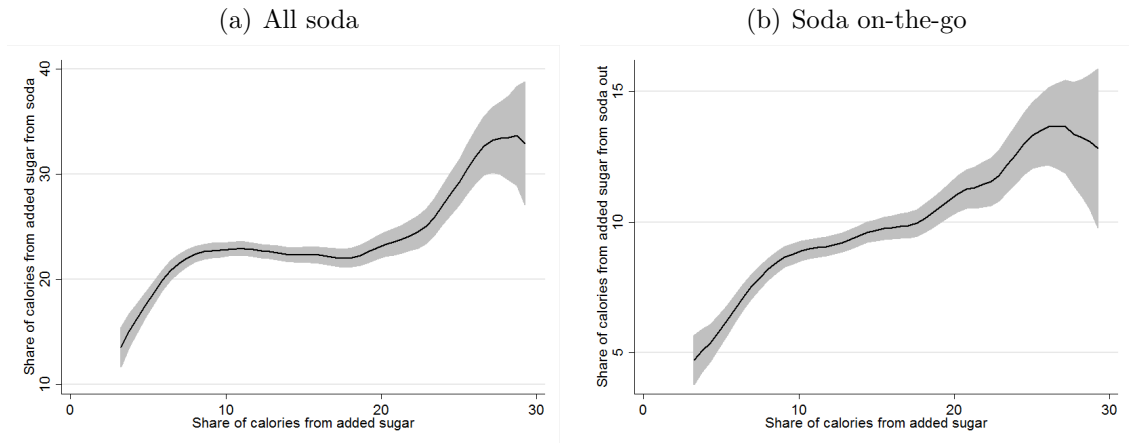 (a) All soda
Share of calories from added sugar from soda
40
30
20
10
0
10
20
30
Share of calories from added sugar
(b) Soda on-the-go
Share of calories from added sugar from soda out
15
10
5
0
10
20
30
Share of calories from added sugar